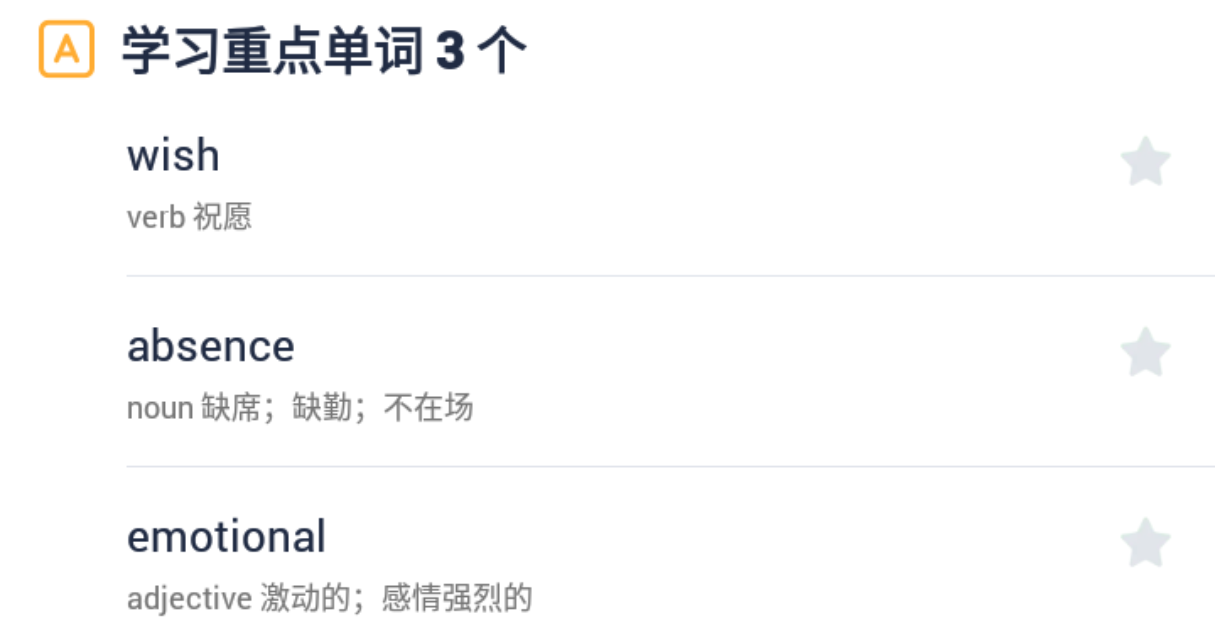 A 学习重点单词 3 个
wish
verb 祝愿
absence
noun 缺席；缺勤；不在场
emotional
adjective 激动的；感情强烈的